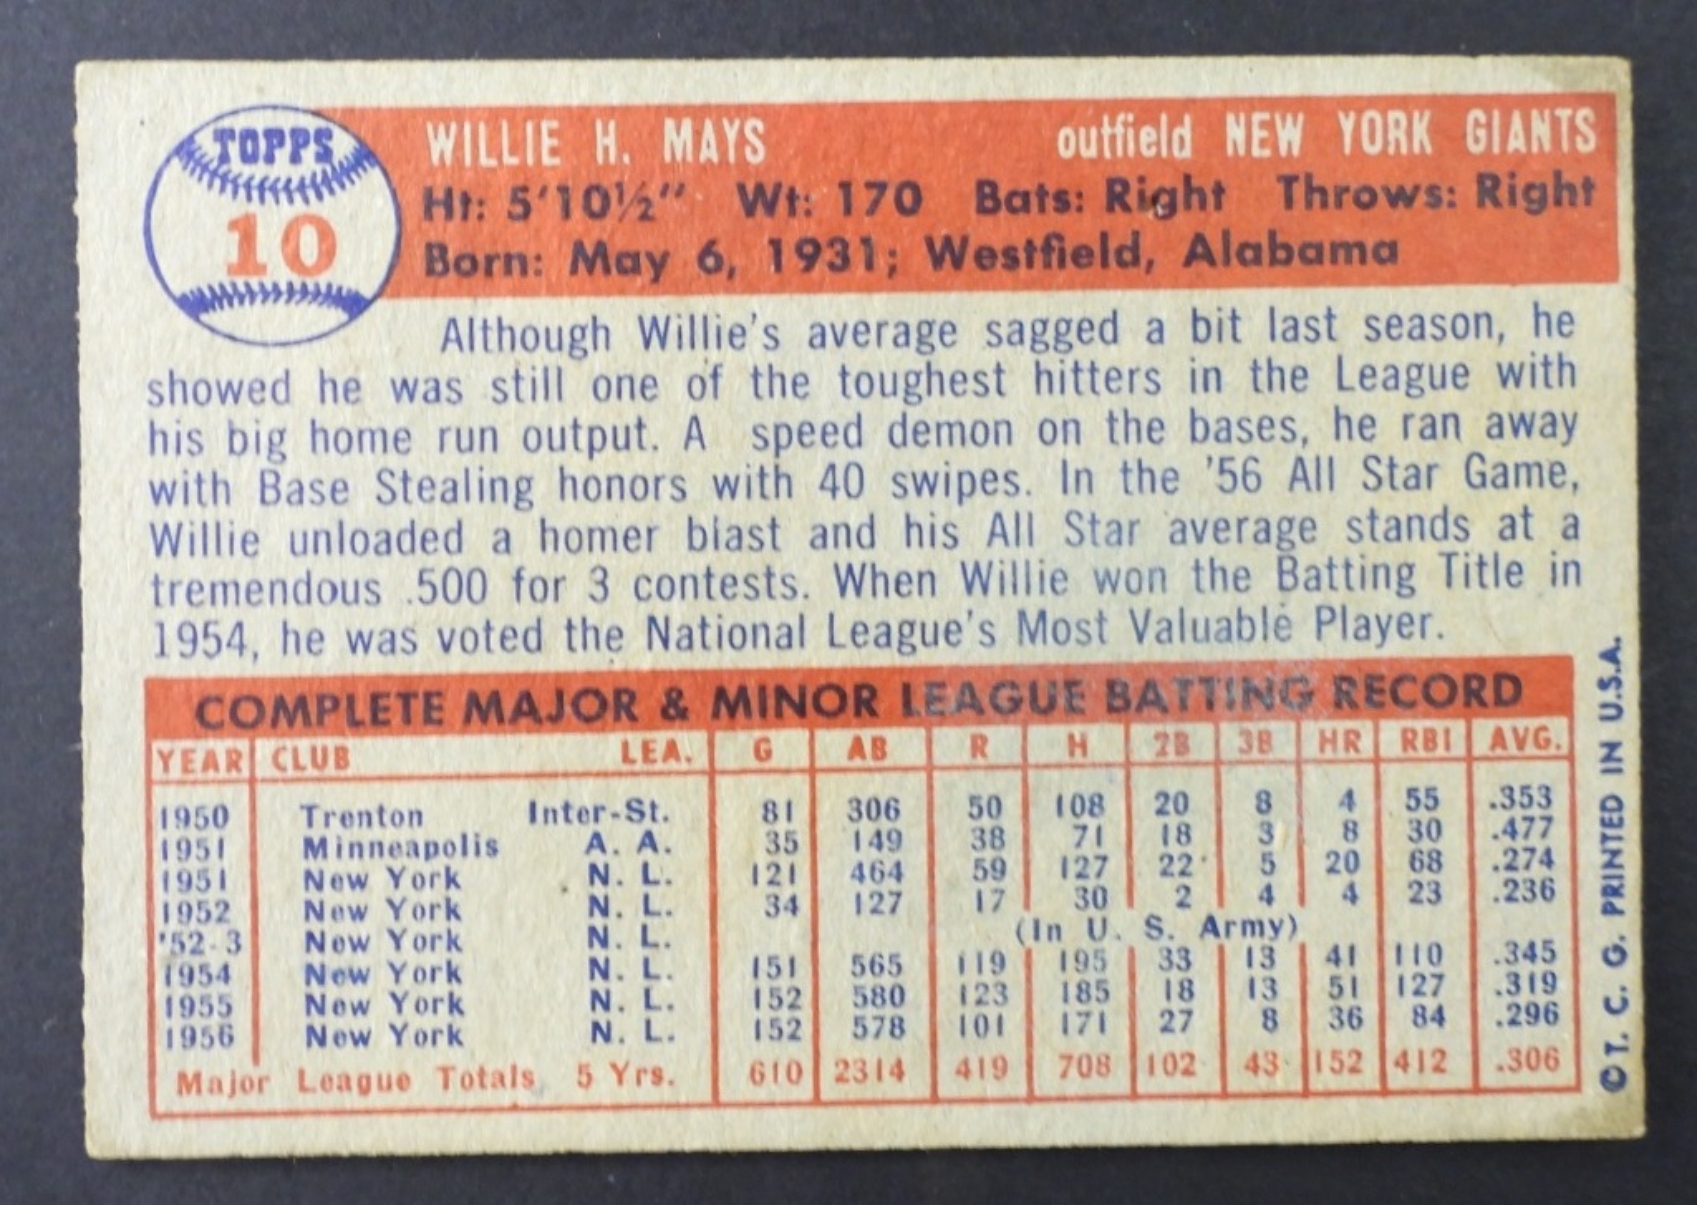 TOPPS
10
WILLIE H. MAYS outfield NEW YORK GIANTS
Ht: 5'10½" Wt: 170 Bats: Right Throws: Right
Born: May 6, 1931; Westfield, Alabama
Although Willie's average sagged a bit last season, he
showed he was still one of the toughest hitters in the League with
his big home run output. A speed demon on the bases, he ran away
with Base Stealing honors with 40 swipes. In the '56 All Star Game,
Willie unloaded a homer blast and his All Star average stands at a
tremendous .500 for 3 contests. When Willie won the Batting Title in
1954, he was voted the National League's Most Valuable Player.
COMPLETE MAJOR & MINOR LEAGUE BATTING RECORD
YEAR CLUB LEA. G AB R H 2B 3B HR RBI AVG.
1950 Trenton Inter-St. 81 306 50 108 20 8 4 55 .353
1951 Minneapolis A. A. 35 149 38 71 18 3 8 30 .477
1951 New York N. L. 121 464 59 127 22 5 20 68 .274
1952 New York N. L. 34 127 17 30 2 4 4 23 .236
'52-3 New York N. L. (In U. S. Army)
1954 New York N. L. 151 565 119 195 33 13 41 110 .345
1955 New York N. L. 152 580 123 185 18 13 51 127 .319
1956 New York N. L. 152 578 101 171 27 8 36 84 .296
Major League Totals 5 Yrs. 610 2314 419 708 102 43 152 412 .306
© T. C. G. PRINTED IN U.S.A.